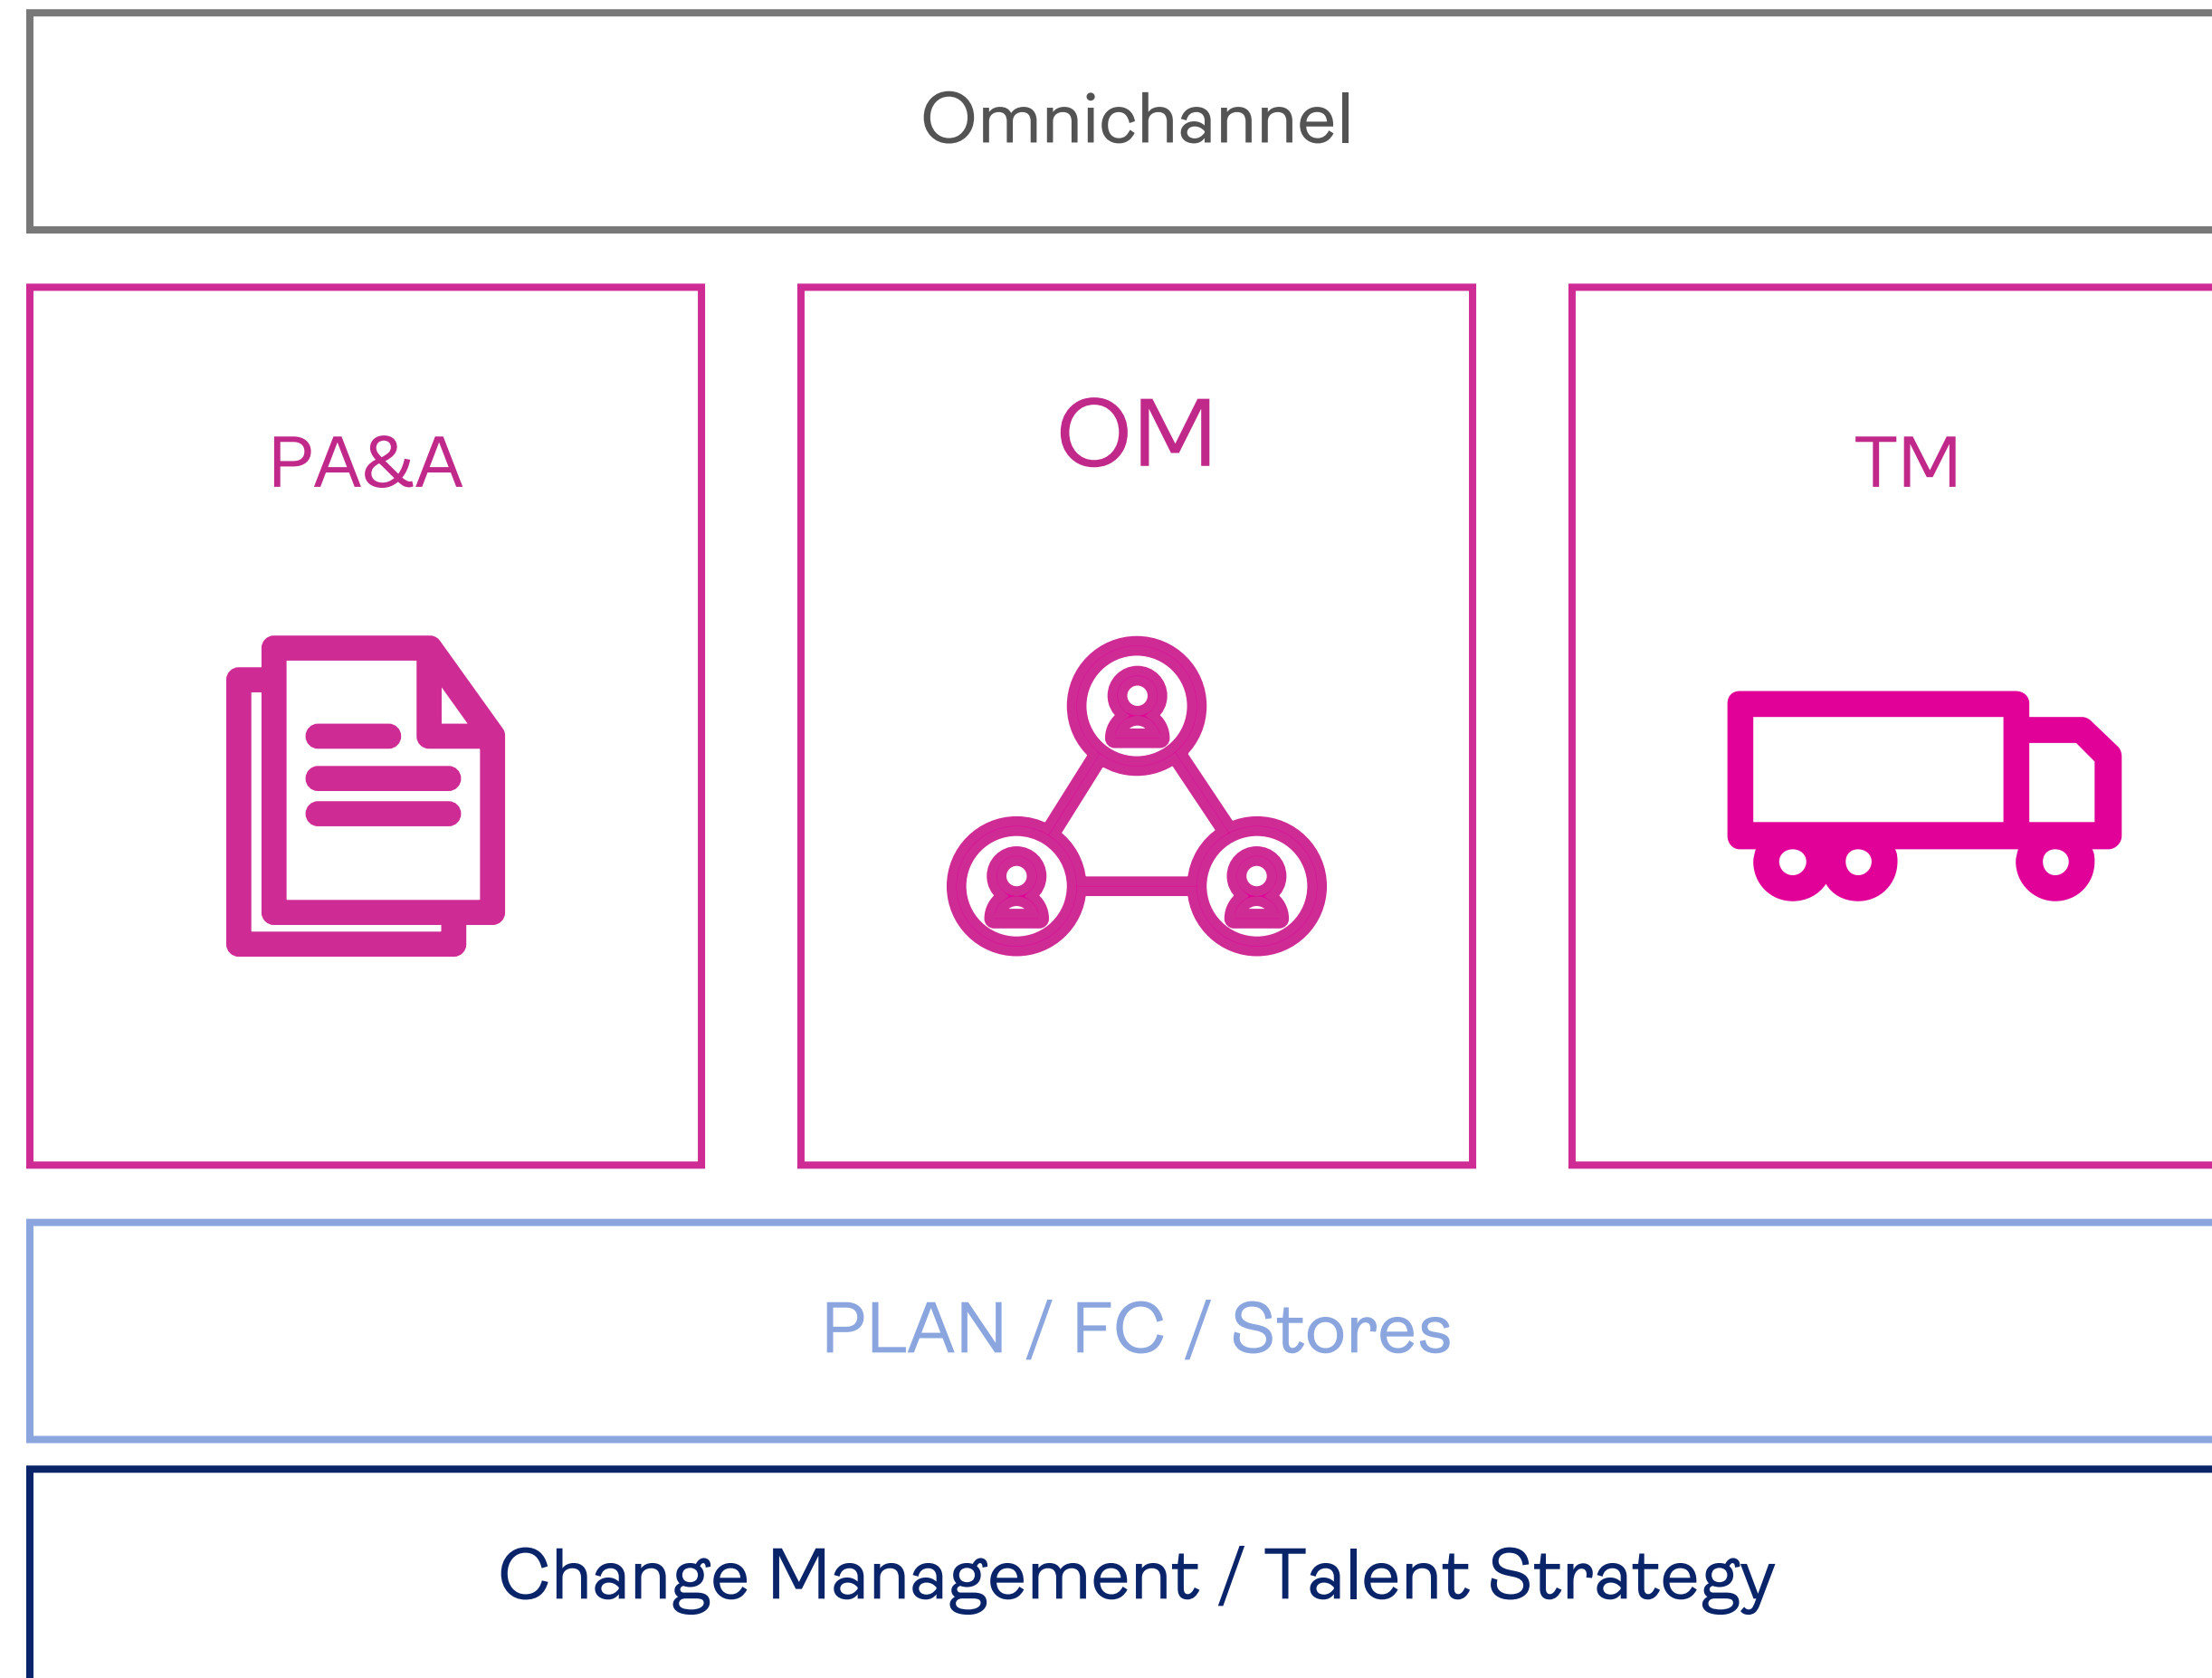 Omnichannel
PA&A
OM
TM
PLAN / FC / Stores
Change Management / Talent Strategy